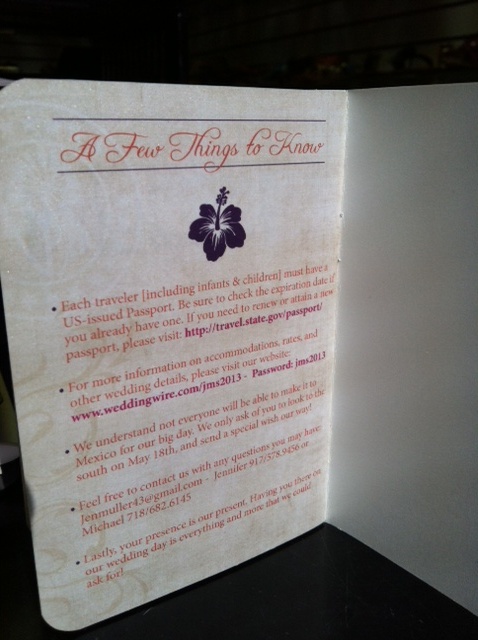 A Few Things to Know
• Each traveler [including infants & children] must have a
US-issued Passport. Be sure to check the expiration date if
you already have one. If you need to renew or attain a new
passport, please visit: http://travel.state.gov/passport/
• For more information on accommodations, rates, and
other wedding details, please visit our website:
www.weddingwire.com/jms2013 - Password: jms2013
• We understand not everyone will be able to make it to
Mexico for our big day. We only ask of you to look to the
south on May 18th, and send a special wish our way!
• Feel free to contact us with any questions you may have:
Jenmuller43@gmail.com - Jennifer 917/578.9456 or
Michael 718/682.6145
• Lastly, your presence is our present. Having you there on
our wedding day is everything and more that we could
ask for!